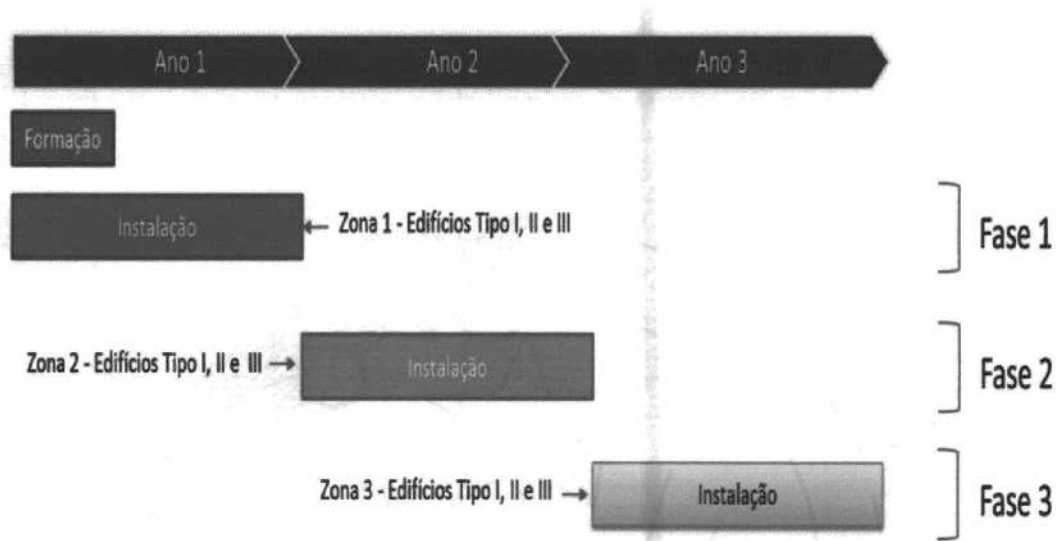 Ano 1
Ano 2
Ano 3
Formação
Instalação
Zona 1 - Edifícios Tipo I, II e III
Fase 1
Zona 2 - Edifícios Tipo I, II e III
Instalação
Fase 2
Zona 3 - Edifícios Tipo I, II e III
Instalação
Fase 3